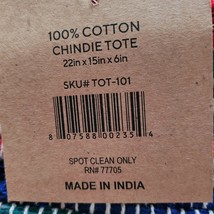 100% COTTON
CHINDIE TOTE
22in x 15in x 6in
SKU# TOT-101
8 07588 00235 4
SPOT CLEAN ONLY
RN# 77705
MADE IN INDIA